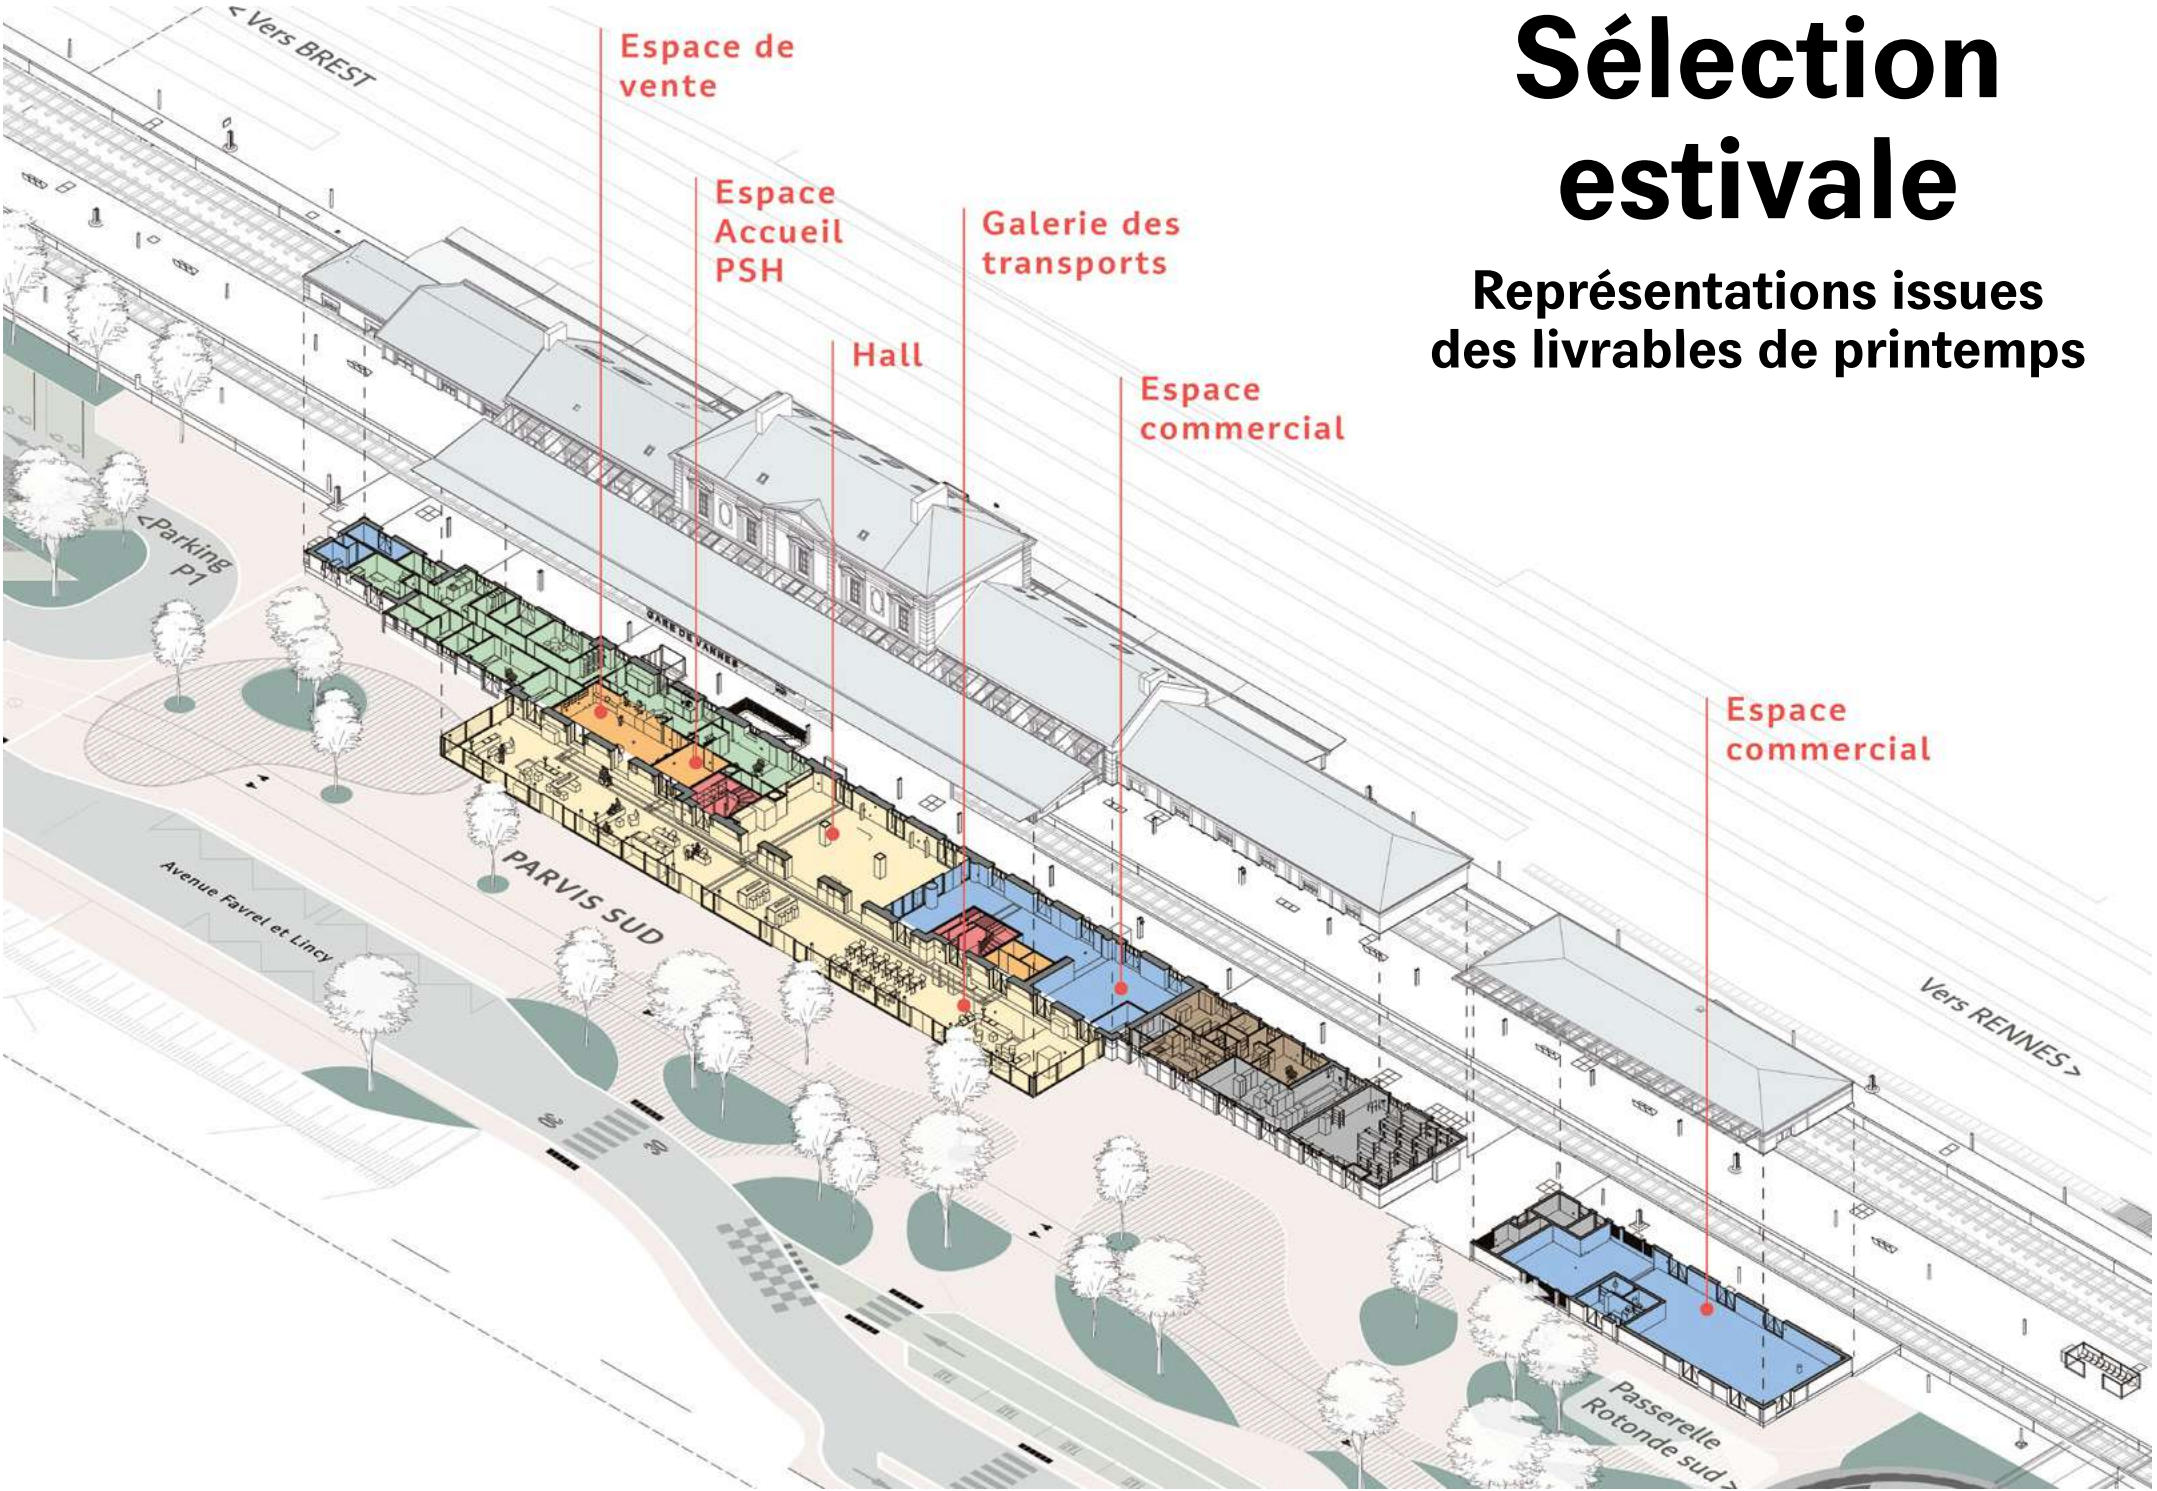 Sélection
estivale
Représentations issues
des livrables de printemps
< Vers BREST
Espace de
vente
Espace
Accueil
PSH
Galerie des
transports
Hall
Espace
commercial
Espace
commercial
<Parking
P1
GARE DE VANNES
PARVIS SUD
Avenue Favrel et Lincy
Vers RENNES >
30
30
Passerelle
Rotonde sud >